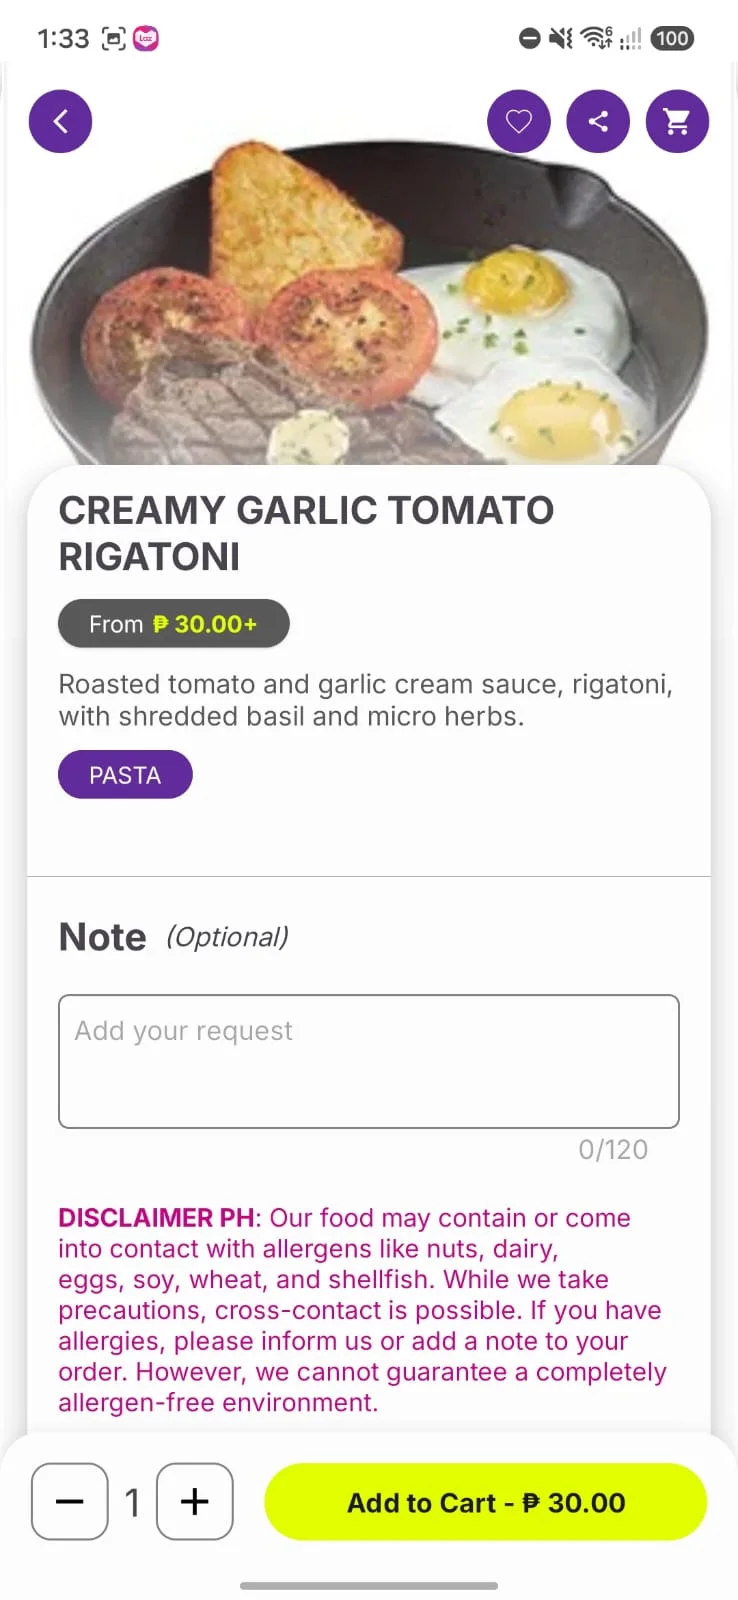 1:33
Laz
6
100
CREAMY GARLIC TOMATO
RIGATONI
From ₱ 30.00+
Roasted tomato and garlic cream sauce, rigatoni,
with shredded basil and micro herbs.
PASTA
Note (Optional)
Add your request
0/120
DISCLAIMER PH: Our food may contain or come
into contact with allergens like nuts, dairy,
eggs, soy, wheat, and shellfish. While we take
precautions, cross-contact is possible. If you have
allergies, please inform us or add a note to your
order. However, we cannot guarantee a completely
allergen-free environment.
1
Add to Cart - ₱ 30.00